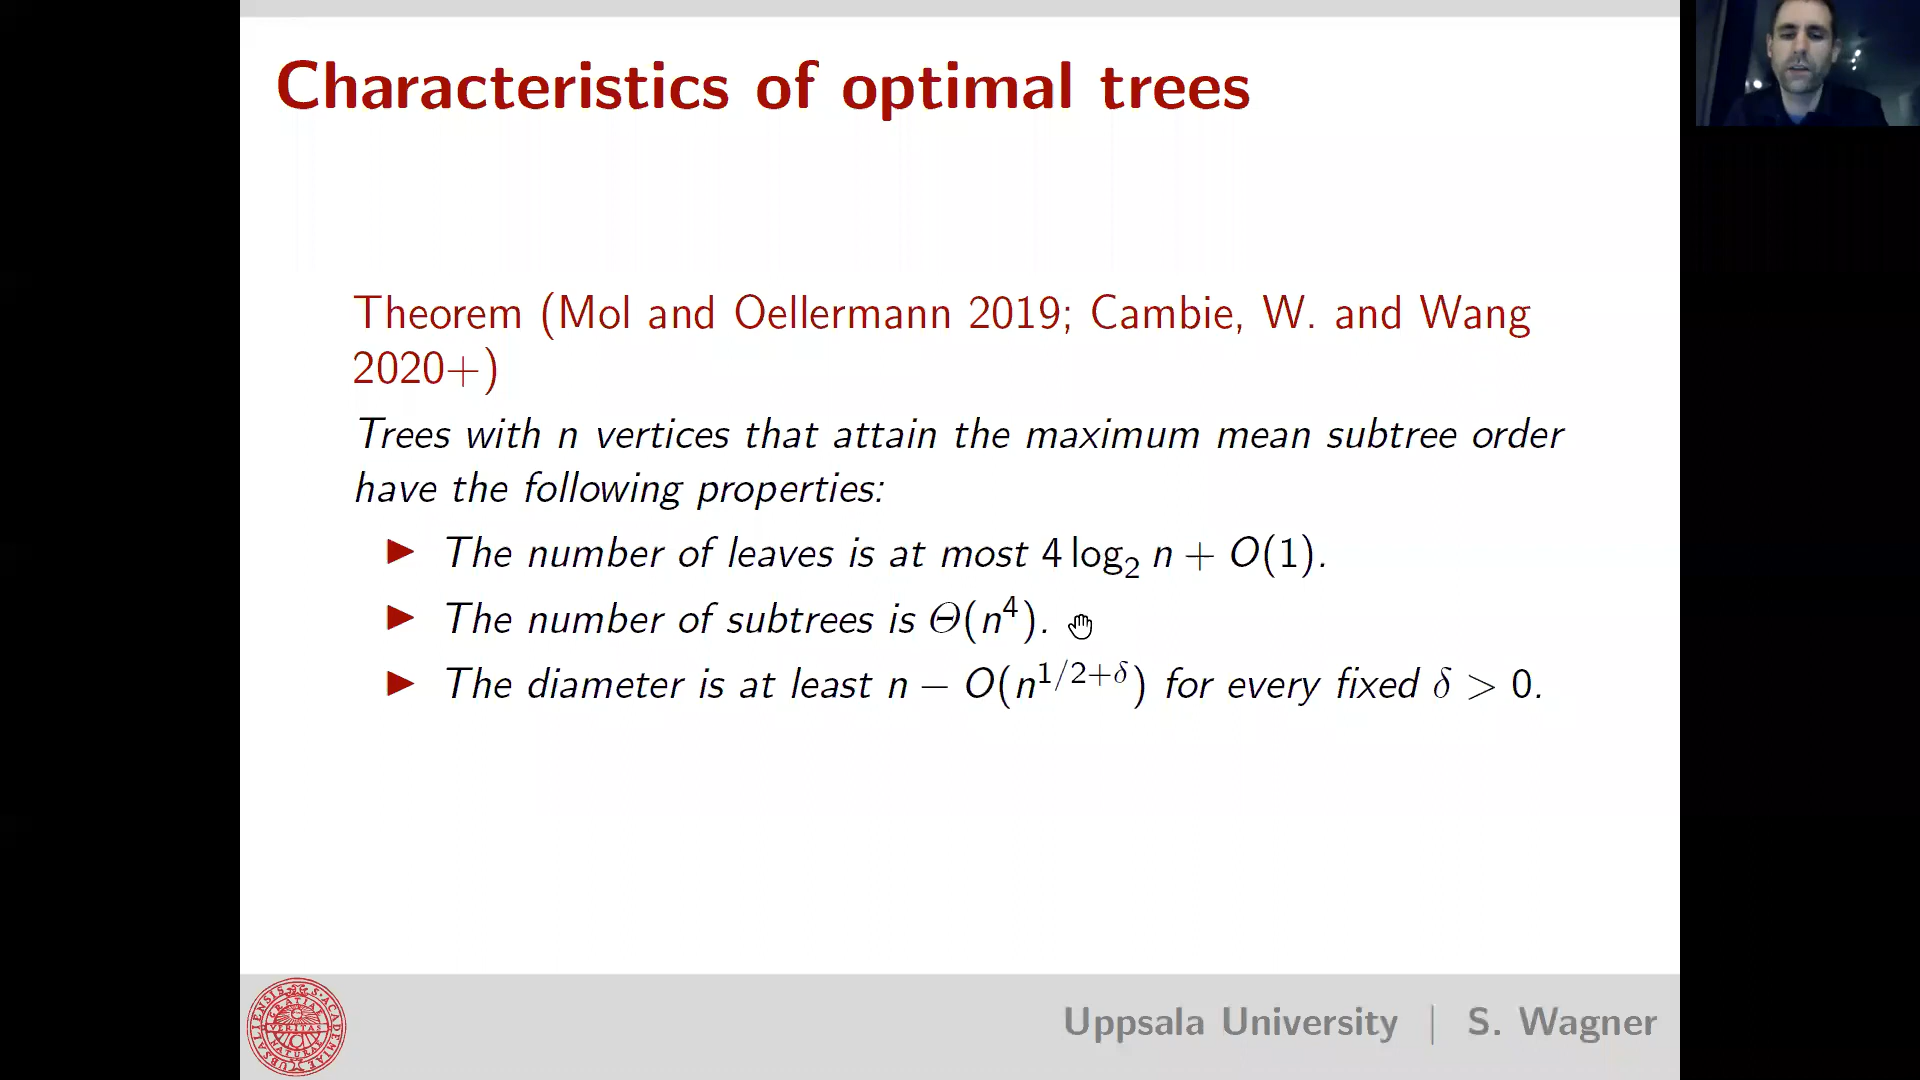 Characteristics of optimal trees
Theorem (Mol and Oellermann 2019; Cambie, W. and Wang
2020+)
Trees with n vertices that attain the maximum mean subtree order
have the following properties:
▶ The number of leaves is at most 4 log₂ n + O(1).
▶ The number of subtrees is Θ(n⁴).
▶ The diameter is at least n − O(n^{1/2+δ}) for every fixed δ > 0.
Uppsala University | S. Wagner